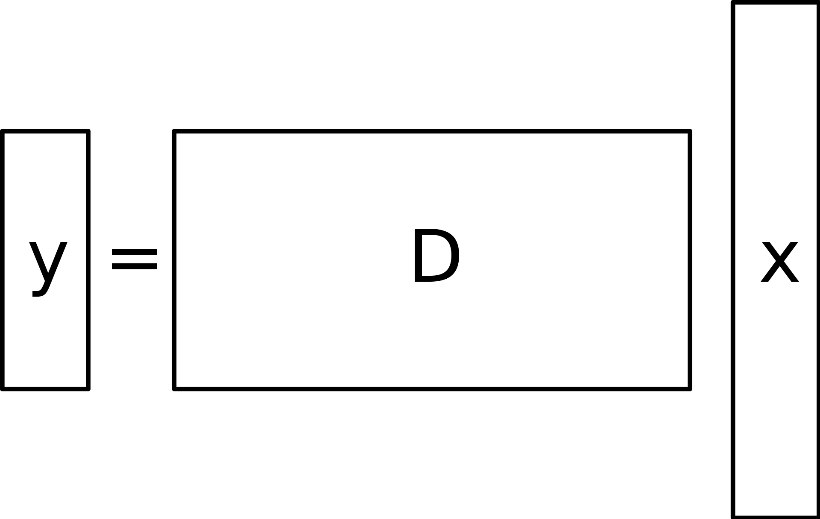 y = D x